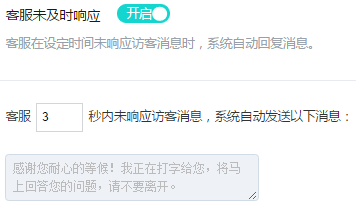 客服未及时响应 开启
客服在设定时间未响应访客消息时，系统自动回复消息。
客服 3 秒内未响应访客消息，系统自动发送以下消息：
感谢您耐心的等候！我正在打字给您，将马
上回答您的问题，请不要离开。